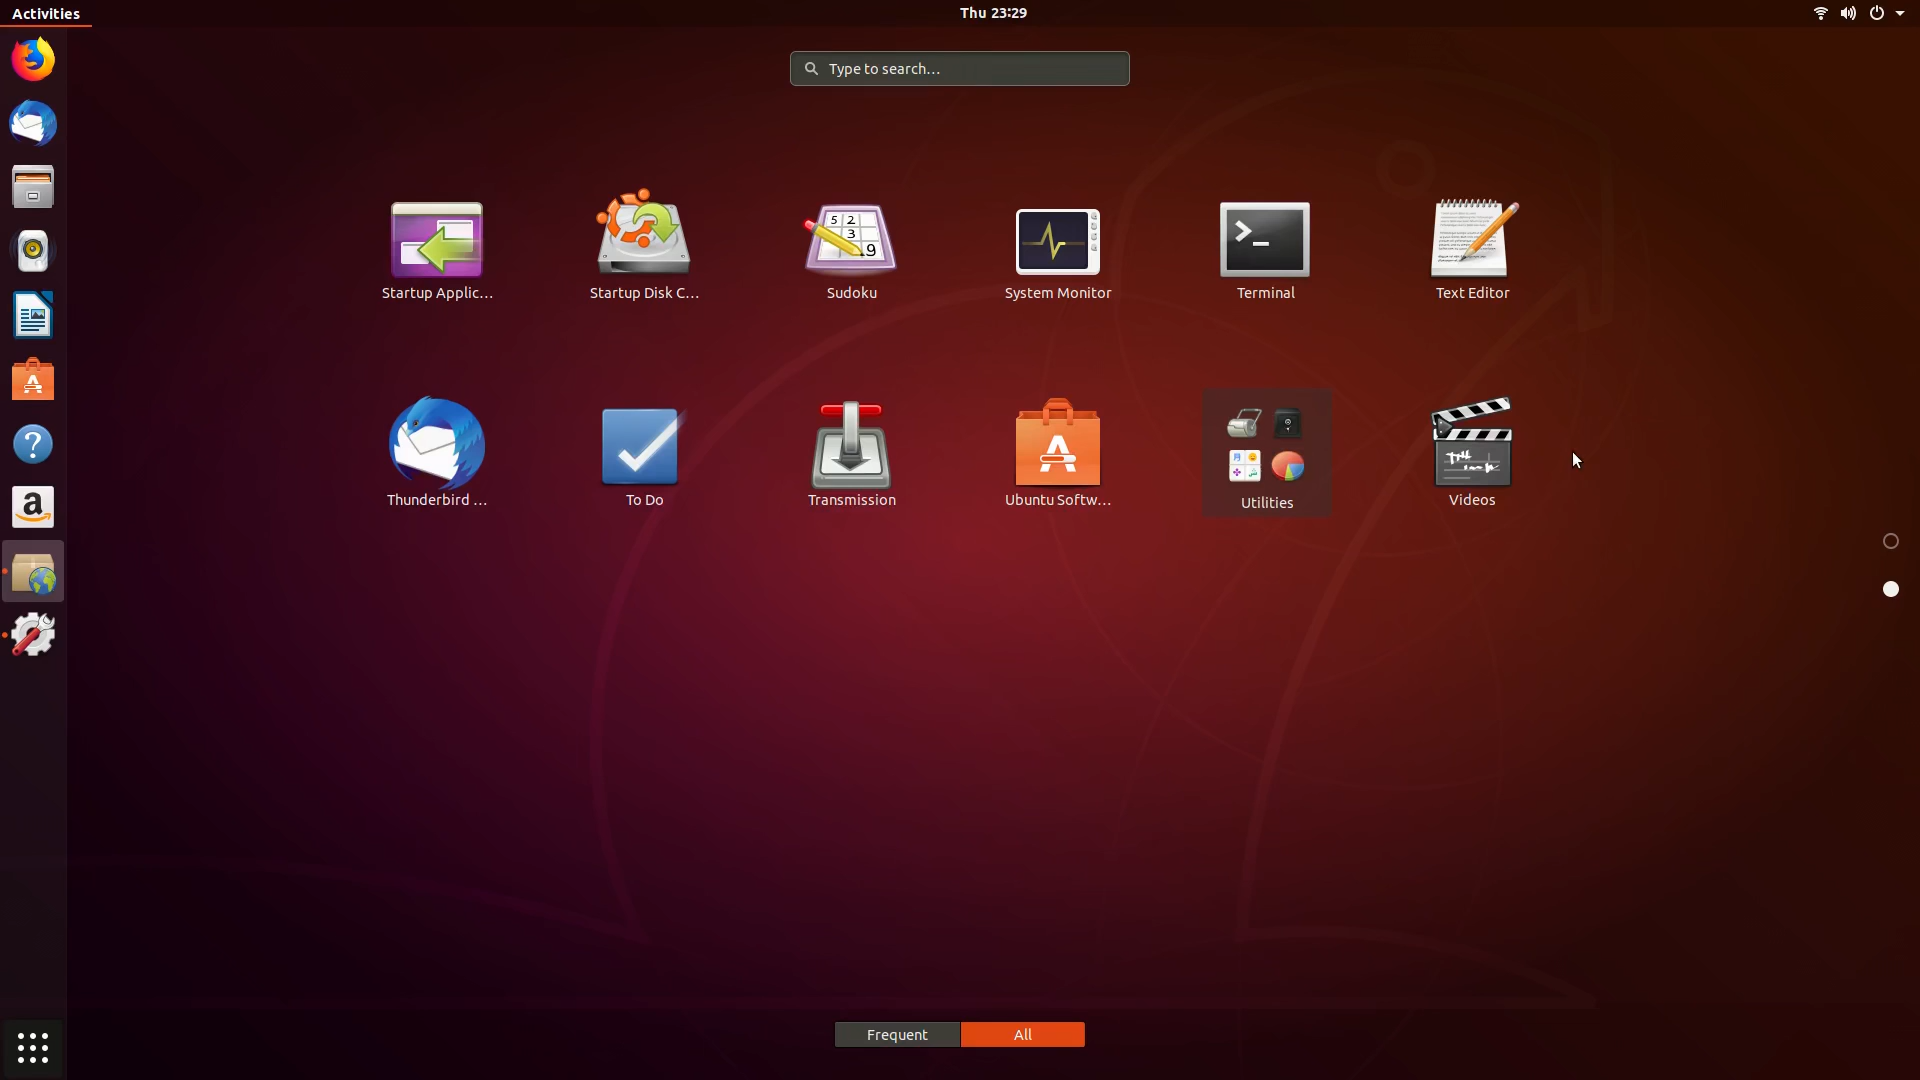 Activities
Thu 23:29
Type to search...
Startup Applic...
Startup Disk C...
Sudoku
System Monitor
Terminal
Text Editor
Thunderbird ...
To Do
Transmission
Ubuntu Softw...
Utilities
Videos
Frequent
All